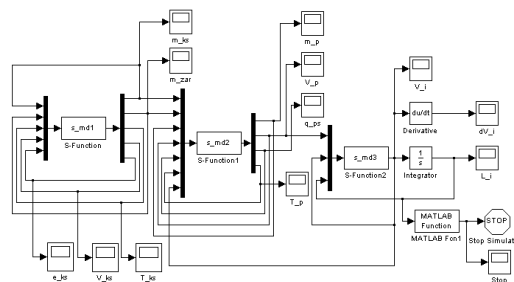 m_ks
m_zar
m_p
V_p
q_ps
V_i
s_md1
S-Function
s_md2
S-Function1
s_md3
S-Function2
du/dt
Derivative
dV_i
1
s
Integrator
L_i
T_p
MATLAB
Function
MATLAB Fcn1
STOP
Stop Simulat
Stop
e_ks
V_ks
T_ks